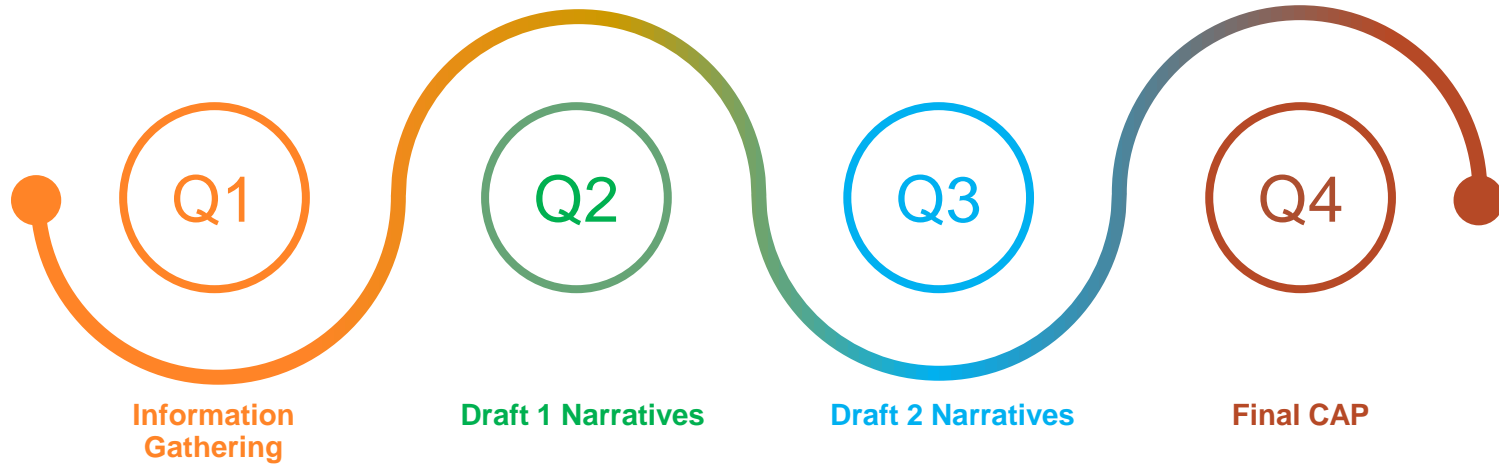 Q1
Q2
Q3
Q4
Information
Gathering
Draft 1 Narratives
Draft 2 Narratives
Final CAP